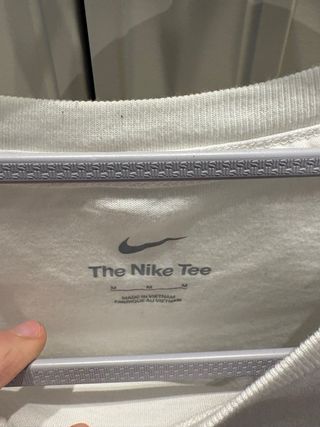 The Nike Tee
M M M
MADE IN VIETNAM
FABRIQUÉ AU VIETNAM